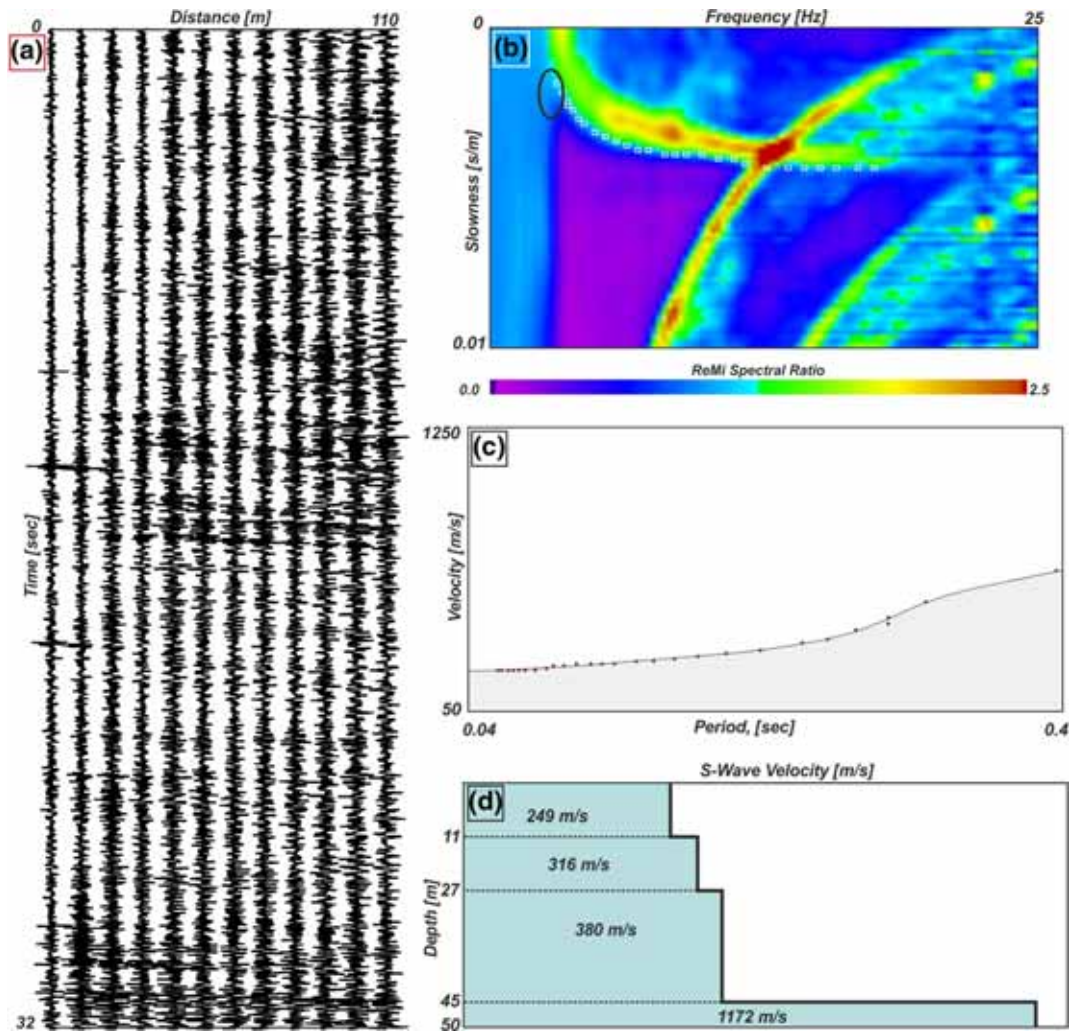 Distance [m]
0
110
(a)
Time [sec]
32
Frequency [Hz]
0
25
(b)
Slowness [s/m]
0.01
ReMi Spectral Ratio
0.0
2.5
1250
(c)
Velocity [m/s]
50
0.04
Period, [sec]
0.4
S-Wave Velocity [m/s]
(d)
249 m/s
11
316 m/s
27
Depth [m]
380 m/s
45
1172 m/s
50